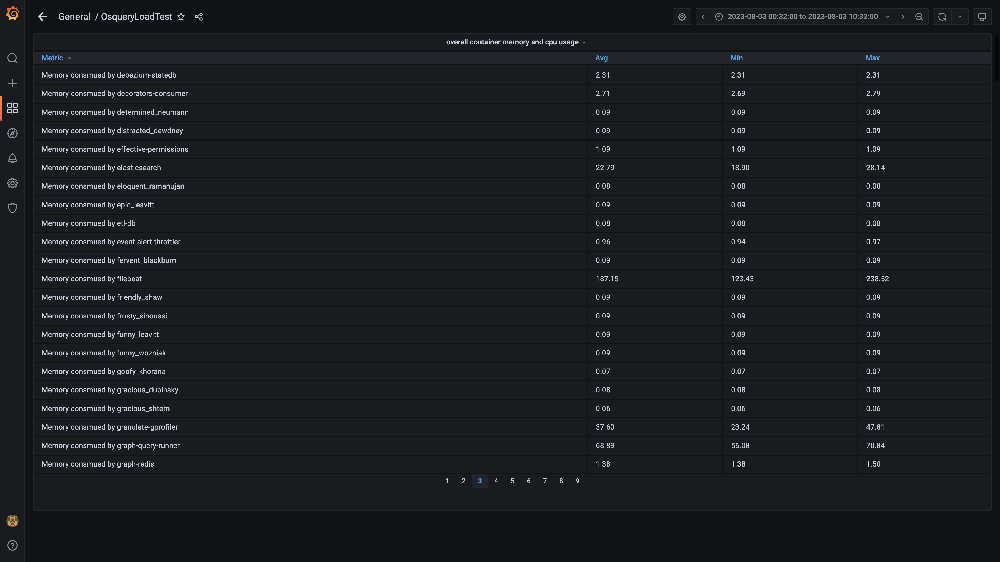 General / OsqueryLoadTest
2023-08-03 00:32:00 to 2023-08-03 10:32:00
overall container memory and cpu usage
Metric Avg Min Max
Memory consmued by debezium-statedb 2.31 2.31 2.31
Memory consmued by decorators-consumer 2.71 2.69 2.79
Memory consmued by determined_neumann 0.09 0.09 0.09
Memory consmued by distracted_dewdney 0.09 0.09 0.09
Memory consmued by effective-permissions 1.09 1.09 1.09
Memory consmued by elasticsearch 22.79 18.90 28.14
Memory consmued by eloquent_ramanujan 0.08 0.08 0.08
Memory consmued by epic_leavitt 0.09 0.09 0.09
Memory consmued by etl-db 0.08 0.08 0.08
Memory consmued by event-alert-throttler 0.96 0.94 0.97
Memory consmued by fervent_blackburn 0.09 0.09 0.09
Memory consmued by filebeat 187.15 123.43 238.52
Memory consmued by friendly_shaw 0.09 0.09 0.09
Memory consmued by frosty_sinoussi 0.09 0.09 0.09
Memory consmued by funny_leavitt 0.09 0.09 0.09
Memory consmued by funny_wozniak 0.09 0.09 0.09
Memory consmued by goofy_khorana 0.07 0.07 0.07
Memory consmued by gracious_dubinsky 0.08 0.08 0.08
Memory consmued by gracious_shtern 0.06 0.06 0.06
Memory consmued by granulate-gprofiler 37.60 23.24 47.81
Memory consmued by graph-query-runner 68.89 56.08 70.84
Memory consmued by graph-redis 1.38 1.38 1.50
1 2 3 4 5 6 7 8 9